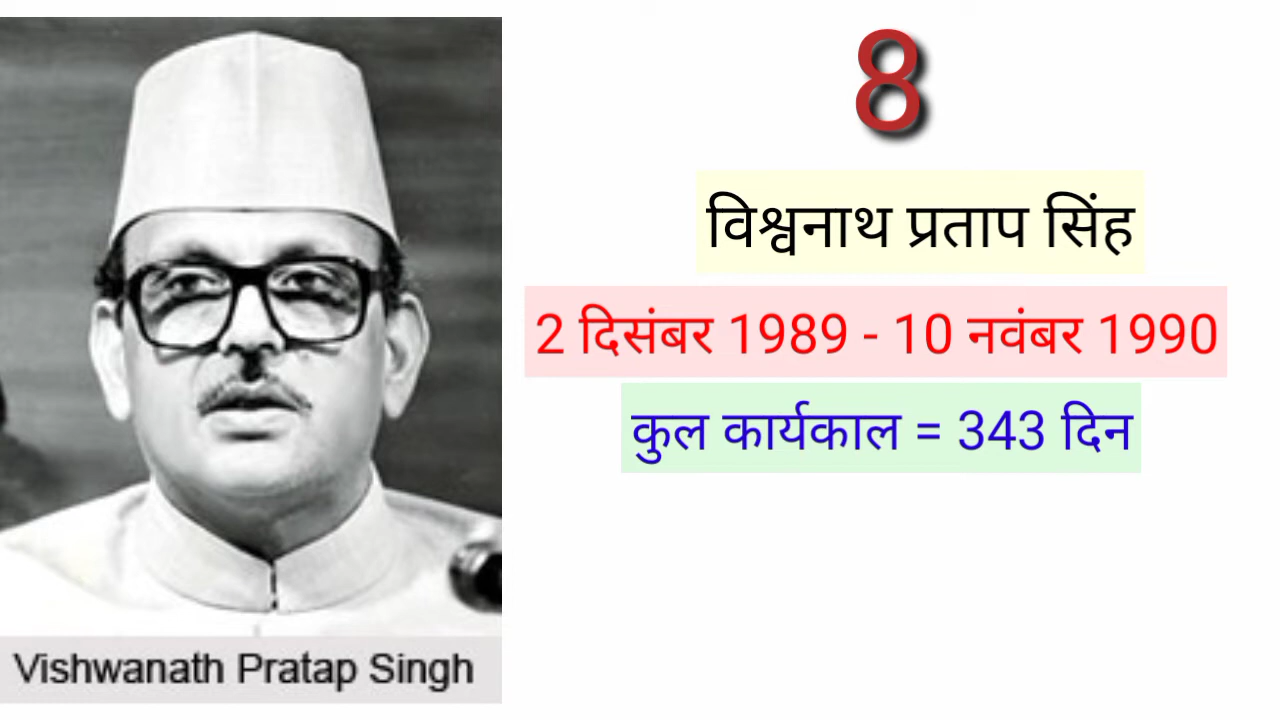 8
विश्वनाथ प्रताप सिंह
2 दिसंबर 1989 - 10 नवंबर 1990
कुल कार्यकाल = 343 दिन
Vishwanath Pratap Singh